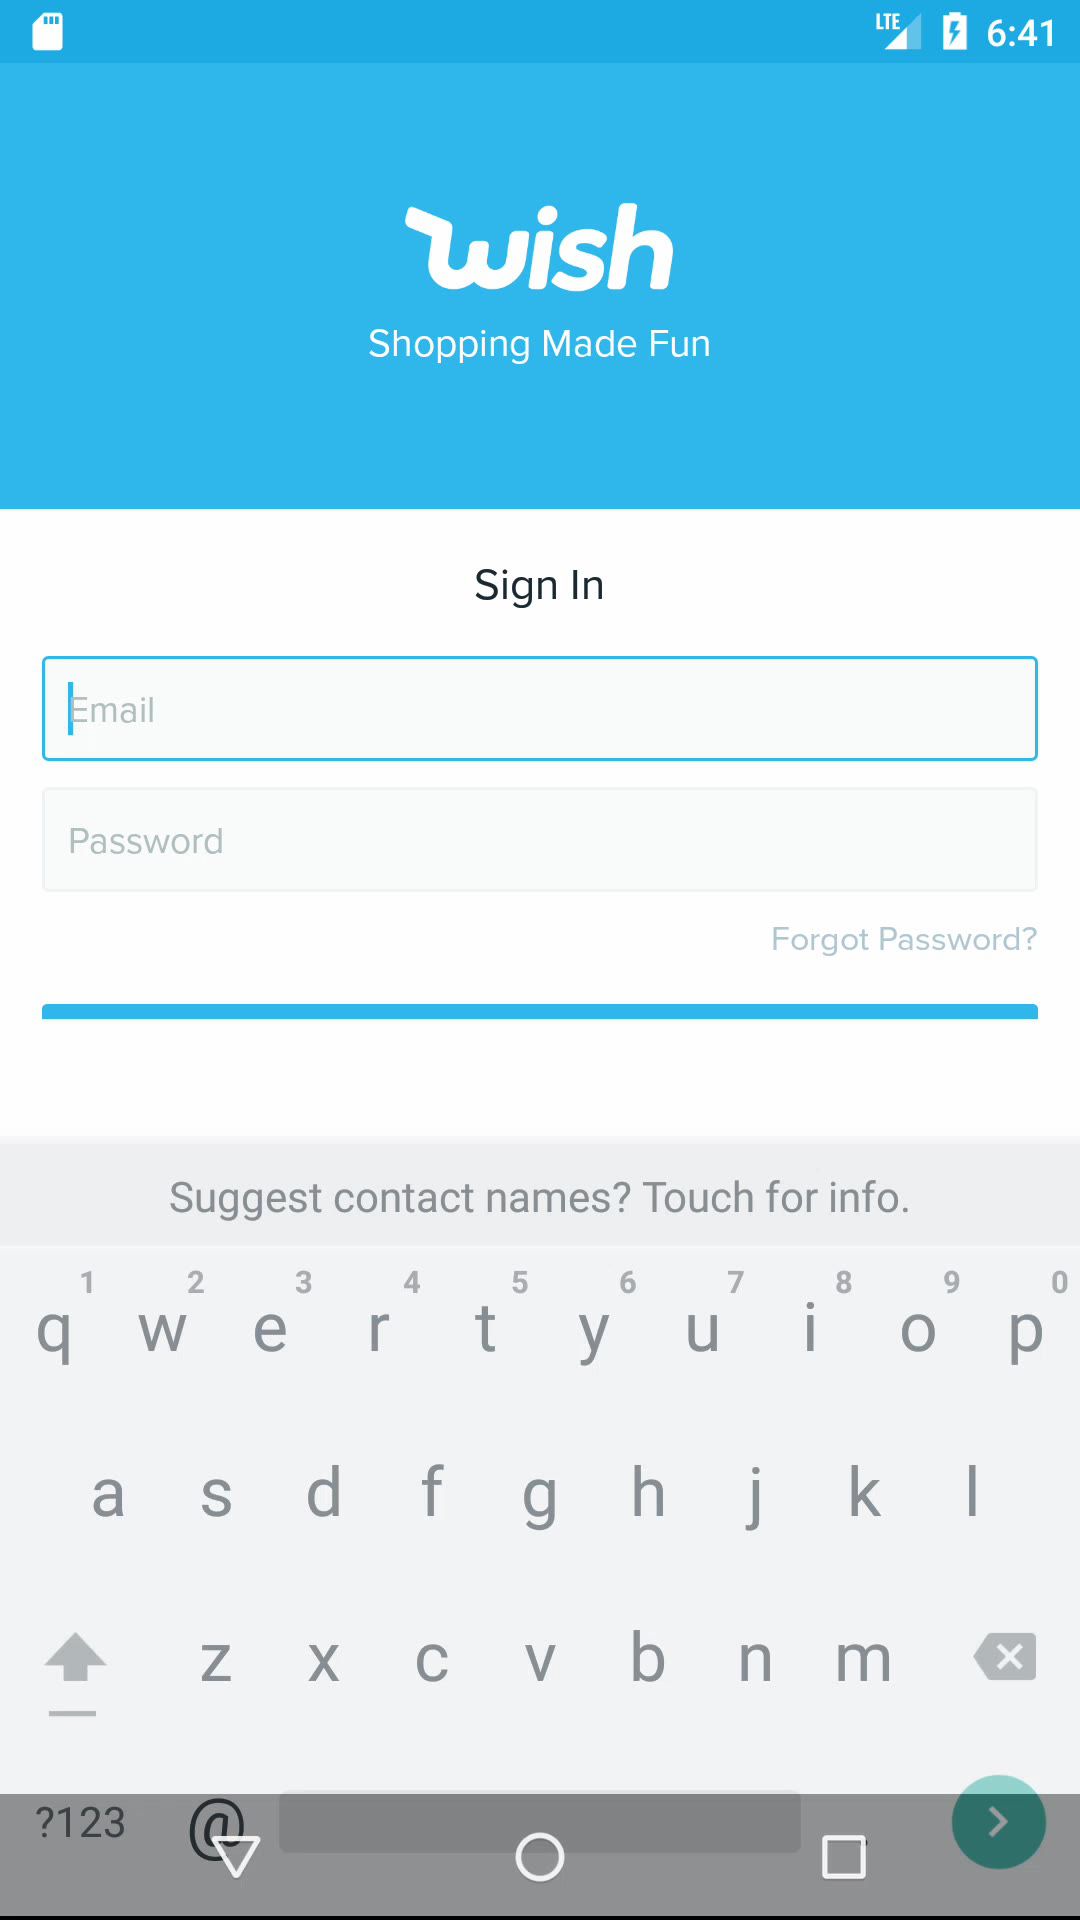 LTE 6:41
wish
Shopping Made Fun
Sign In
Email
Password
Forgot Password?
Suggest contact names? Touch for info.
1 2 3 4 5 6 7 8 9 0
q w e r t y u i o p
a s d f g h j k l
z x c v b n m
?123 @